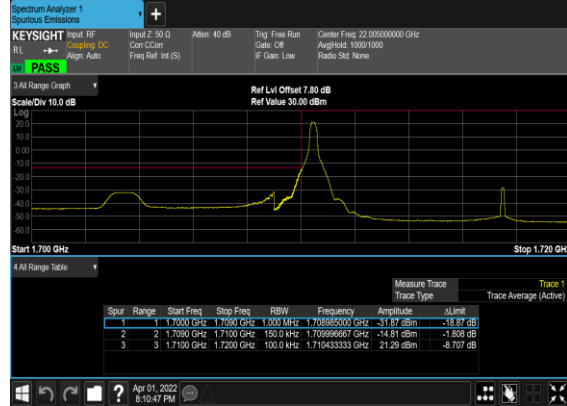 Spectrum Analyzer 1
Spurious Emissions
+
KEYSIGHT Input: RF Input Z: 50 Ω Atten: 40 dB Trig: Free Run Center Freq: 22.005000000 GHz
RL Coupling: DC Corr CCorr Gate: Off Avg|Hold: 1000/1000
Align: Auto Freq Ref: Int (S) IF Gain: Low Radio Std: None
LW PASS
3 All Range Graph
Ref Lvl Offset 7.80 dB
Scale/Div 10.0 dB Ref Value 30.00 dBm
Log
20.0
10.0
0.00
-10.0
-20.0
-30.0
-40.0
-50.0
-60.0
Start 1.700 GHz Stop 1.720 GH
4 All Range Table
Measure Trace Trace 1
Trace Type Trace Average (Active)
Spur Range Start Freq Stop Freq RBW Frequency Amplitude ΔLimit
1 1 1.7000 GHz 1.7090 GHz 1.000 MHz 1.708985000 GHz -31.87 dBm -18.87 dB
2 2 1.7090 GHz 1.7100 GHz 150.0 kHz 1.709996667 GHz -14.81 dBm -1.808 dB
3 3 1.7100 GHz 1.7200 GHz 100.0 kHz 1.710433333 GHz 21.29 dBm -8.707 dB
? Apr 01, 2022
8:10:47 PM